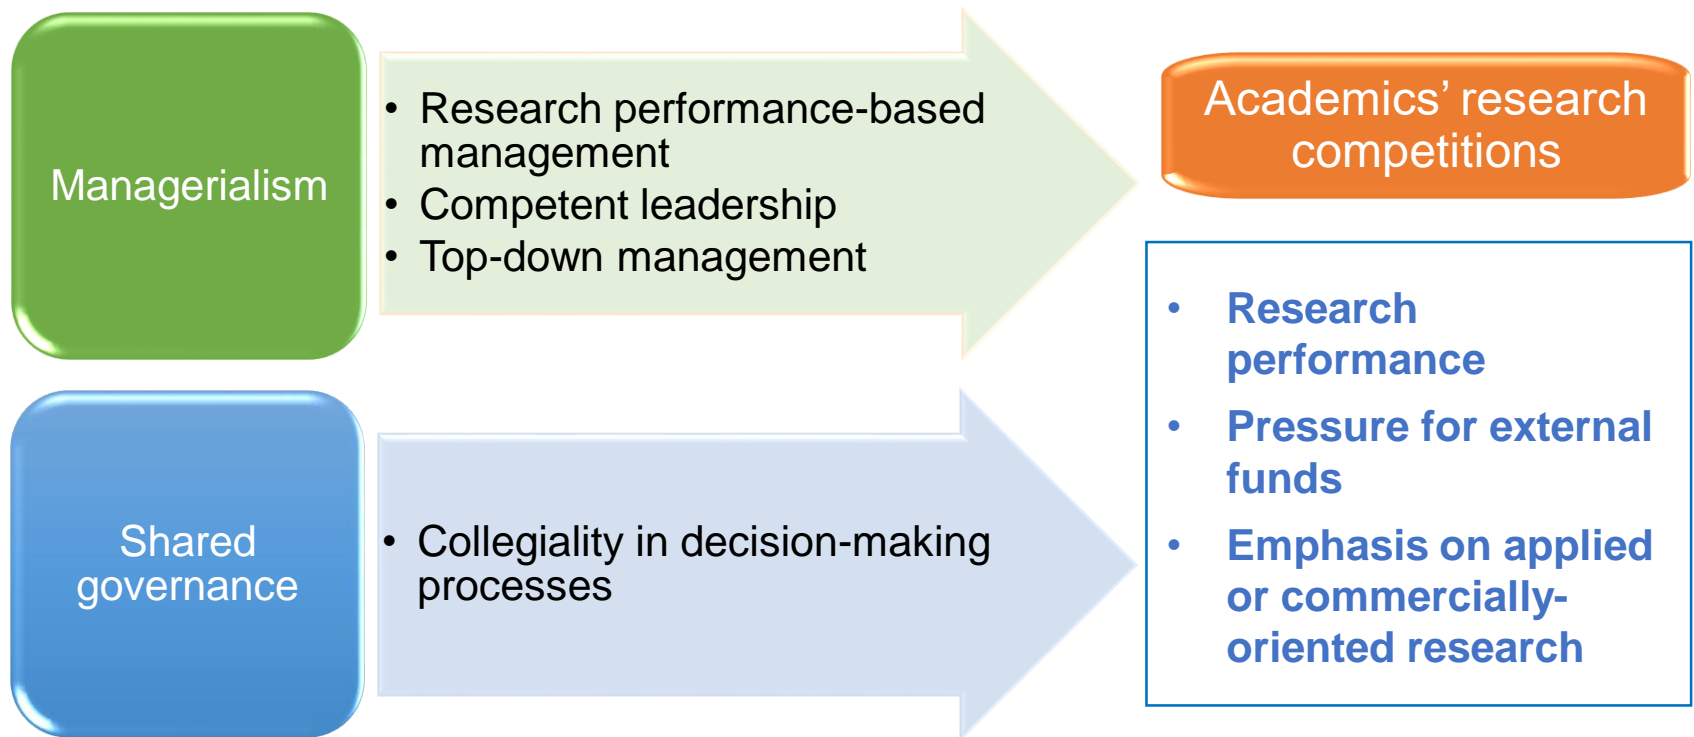 Managerialism
• Research performance-based
management
• Competent leadership
• Top-down management
Academics’ research
competitions
Shared
governance
• Collegiality in decision-making
processes
• Research
performance
• Pressure for external
funds
• Emphasis on applied
or commercially-
oriented research